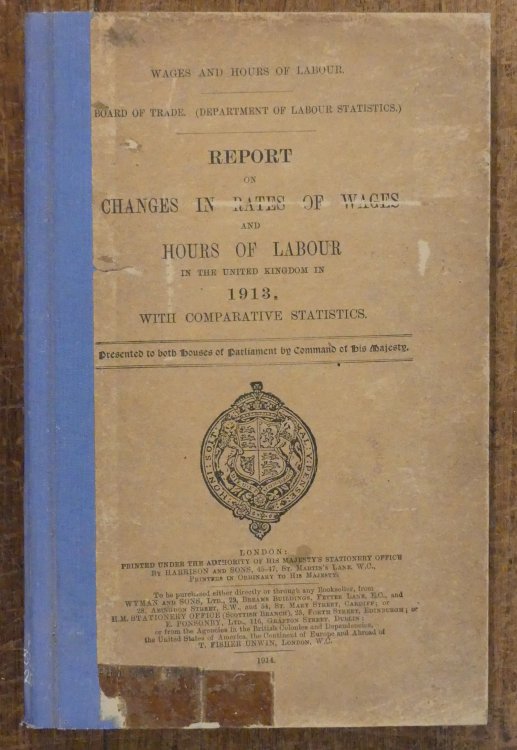 WAGES AND HOURS OF LABOUR.
BOARD OF TRADE. (DEPARTMENT OF LABOUR STATISTICS.)
REPORT
ON
CHANGES IN RATES OF WAGES
AND
HOURS OF LABOUR
IN THE UNITED KINGDOM IN
1913,
WITH COMPARATIVE STATISTICS.
Presented to both Houses of Parliament by Command of His Majesty.
HONI SOIT QUI MAL Y PENSE
LONDON:
PRINTED UNDER THE AUTHORITY OF HIS MAJESTY'S STATIONERY OFFICE
BY HARRISON AND SONS, 45-47, ST. MARTIN'S LANE, W.C.,
PRINTERS IN ORDINARY TO HIS MAJESTY.
To be purchased either directly or through any Bookseller, from
WYMAN AND SONS, LTD., 29, BREAMS BUILDINGS, FETTER LANE, E.C., and
28, ABINGDON STREET, S.W., and 54, ST. MARY STREET, CARDIFF; or
H.M. STATIONERY OFFICE (SCOTTISH BRANCH), 23, FORTH STREET, EDINBURGH; or
E. PONSONBY, LTD., 116, GRAFTON STREET, DUBLIN;
or from the Agencies in the British Colonies and Dependencies,
the United States of America, the Continent of Europe and Abroad of
T. FISHER UNWIN, LONDON, W.C.
1914.